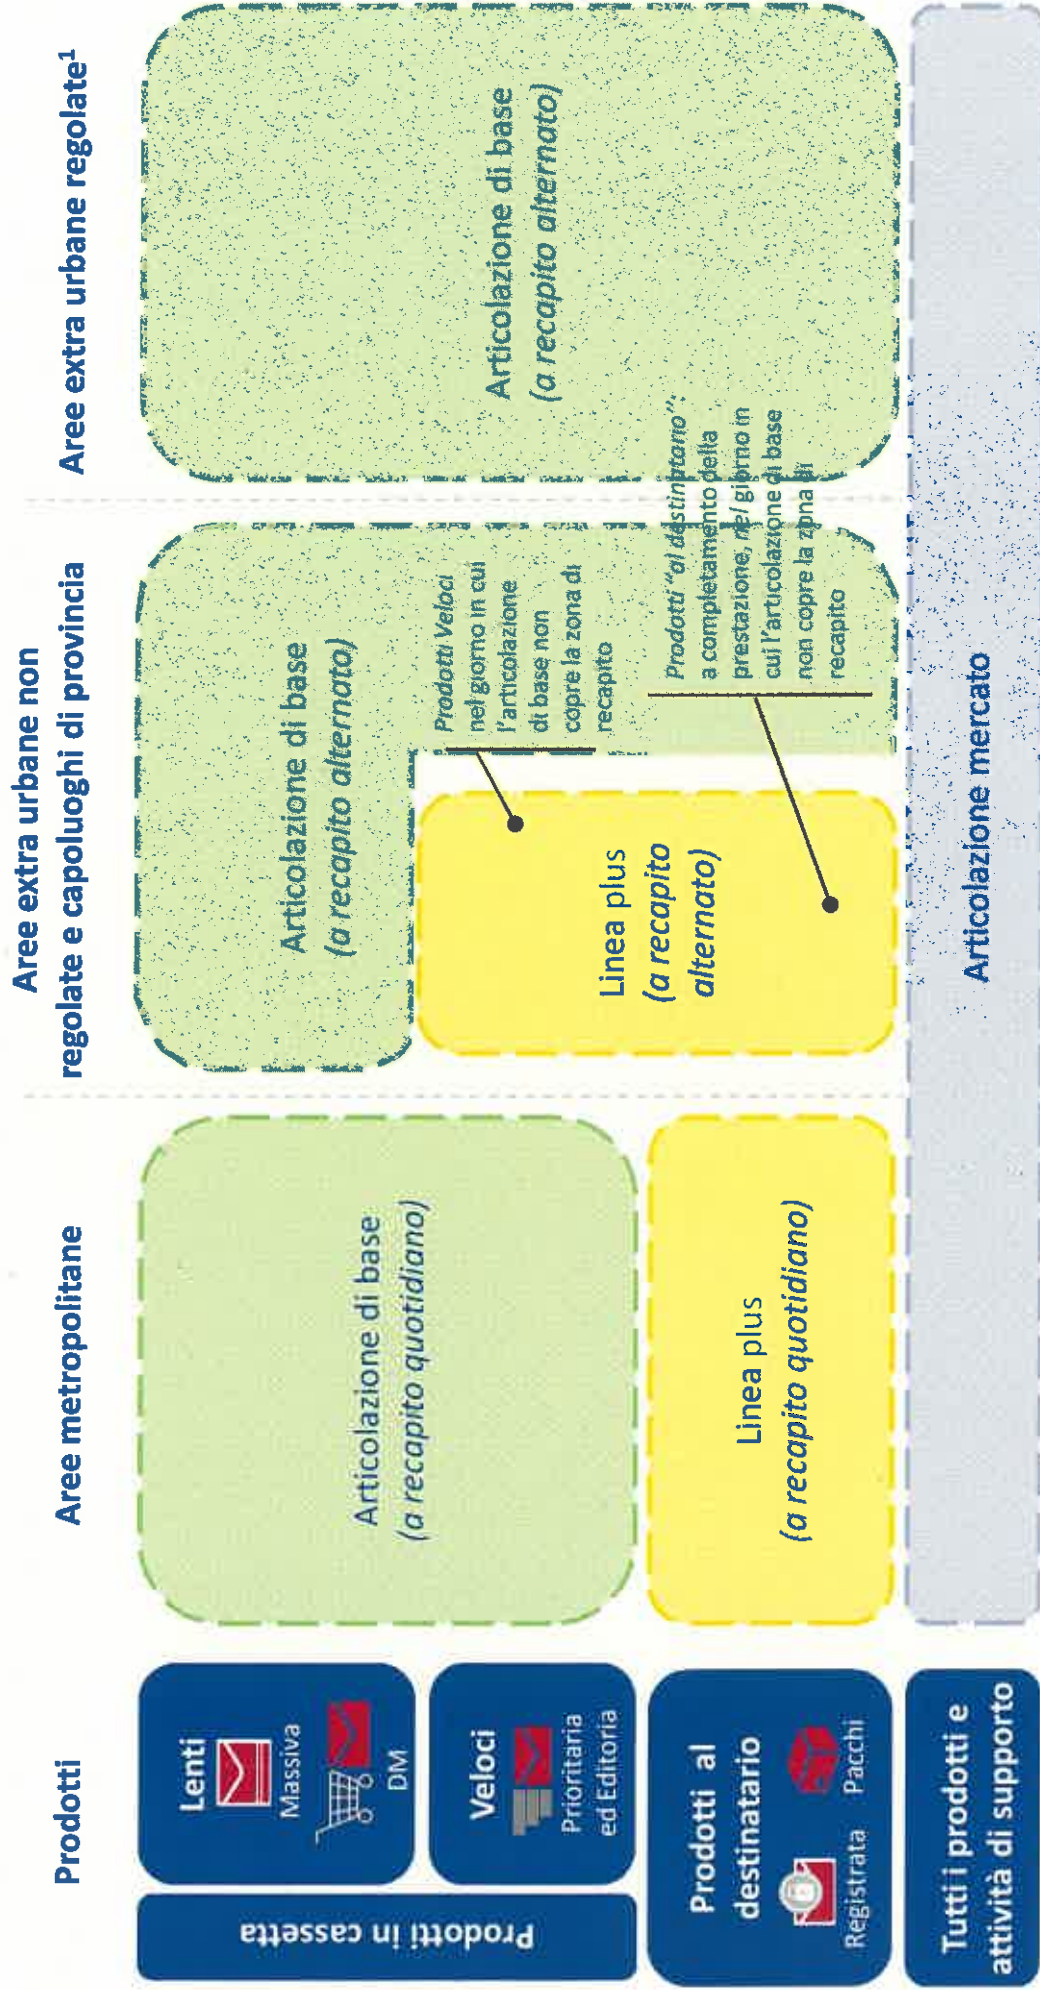 Prodotti
Aree metropolitane
Aree extra urbane non
regolate e capoluoghi di provincia
Aree extra urbane regolate¹
Prodotti in cassetta
Lenti
Massiva
DM
Veloci
Prioritaria
ed Editoria
Prodotti al
destinatario
Registrata
Pacchi
Tutti i prodotti e
attività di supporto
Articolazione di base
(a recapito quotidiano)
Linea plus
(a recapito quotidiano)
Articolazione di base
(a recapito alternato)
Linea plus
(a recapito
alternato)
Prodotti Veloci
nel giorno in cui
l'articolazione
di base non
copre la zona di
recapito
Prodotti "al destinatario":
a completamento della
prestazione, nel giorno in
cui l'articolazione di base
non copre la zona di
recapito
Articolazione di base
(a recapito alternato)
Articolazione mercato